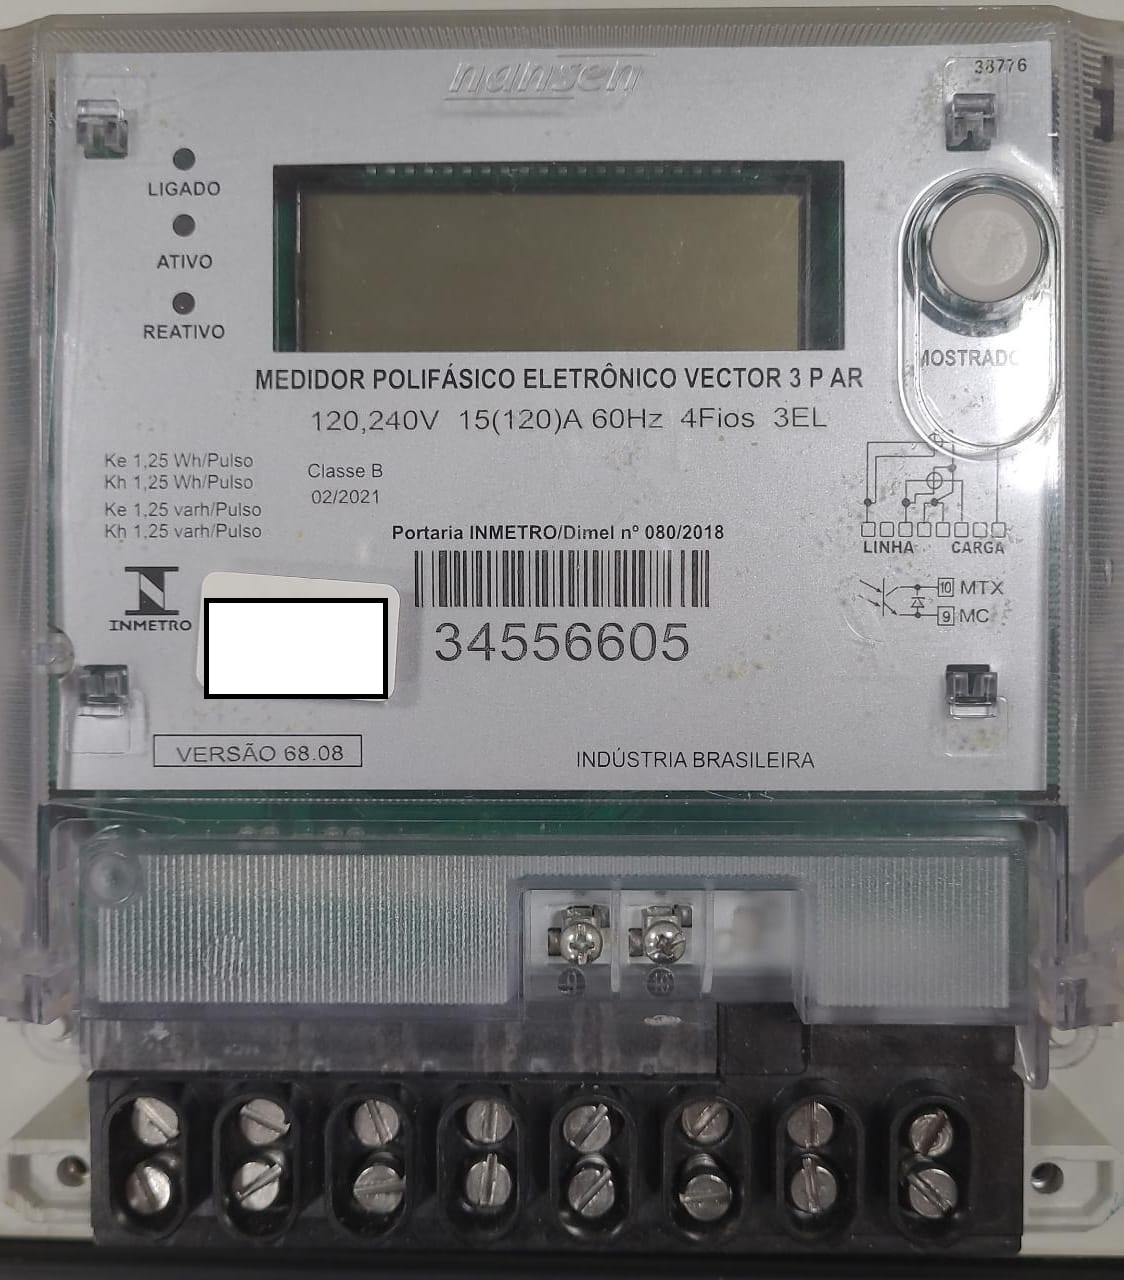 nansen
38776
LIGADO
ATIVO
REATIVO
MOSTRADO
MEDIDOR POLIFÁSICO ELETRÔNICO VECTOR 3 P AR
120,240V 15(120)A 60Hz 4Fios 3EL
Ke 1,25 Wh/Pulso
Kh 1,25 Wh/Pulso
Ke 1,25 varh/Pulso
Kh 1,25 varh/Pulso
Classe B
02/2021
Portaria INMETRO/Dimel nº 080/2018
34556605
LINHA CARGA
10 MTX
9 MC
INMETRO
VERSÃO 68.08
INDÚSTRIA BRASILEIRA
9 10